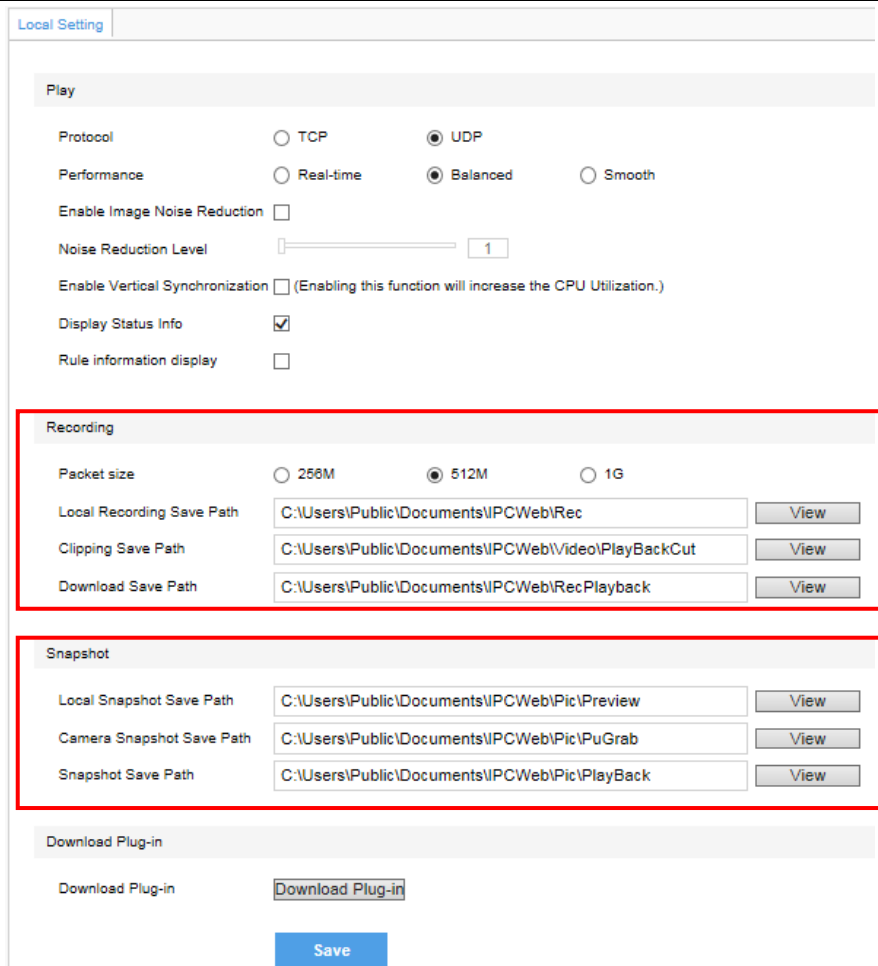 Local Setting
Play
Protocol TCP UDP
Performance Real-time Balanced Smooth
Enable Image Noise Reduction
Noise Reduction Level 1
Enable Vertical Synchronization (Enabling this function will increase the CPU Utilization.)
Display Status Info
Rule information display
Recording
Packet size 256M 512M 1G
Local Recording Save Path C:\Users\Public\Documents\IPCWeb\Rec View
Clipping Save Path C:\Users\Public\Documents\IPCWeb\Video\PlayBackCut View
Download Save Path C:\Users\Public\Documents\IPCWeb\RecPlayback View
Snapshot
Local Snapshot Save Path C:\Users\Public\Documents\IPCWeb\Pic\Preview View
Camera Snapshot Save Path C:\Users\Public\Documents\IPCWeb\Pic\PuGrab View
Snapshot Save Path C:\Users\Public\Documents\IPCWeb\Pic\PlayBack View
Download Plug-in
Download Plug-in Download Plug-in
Save